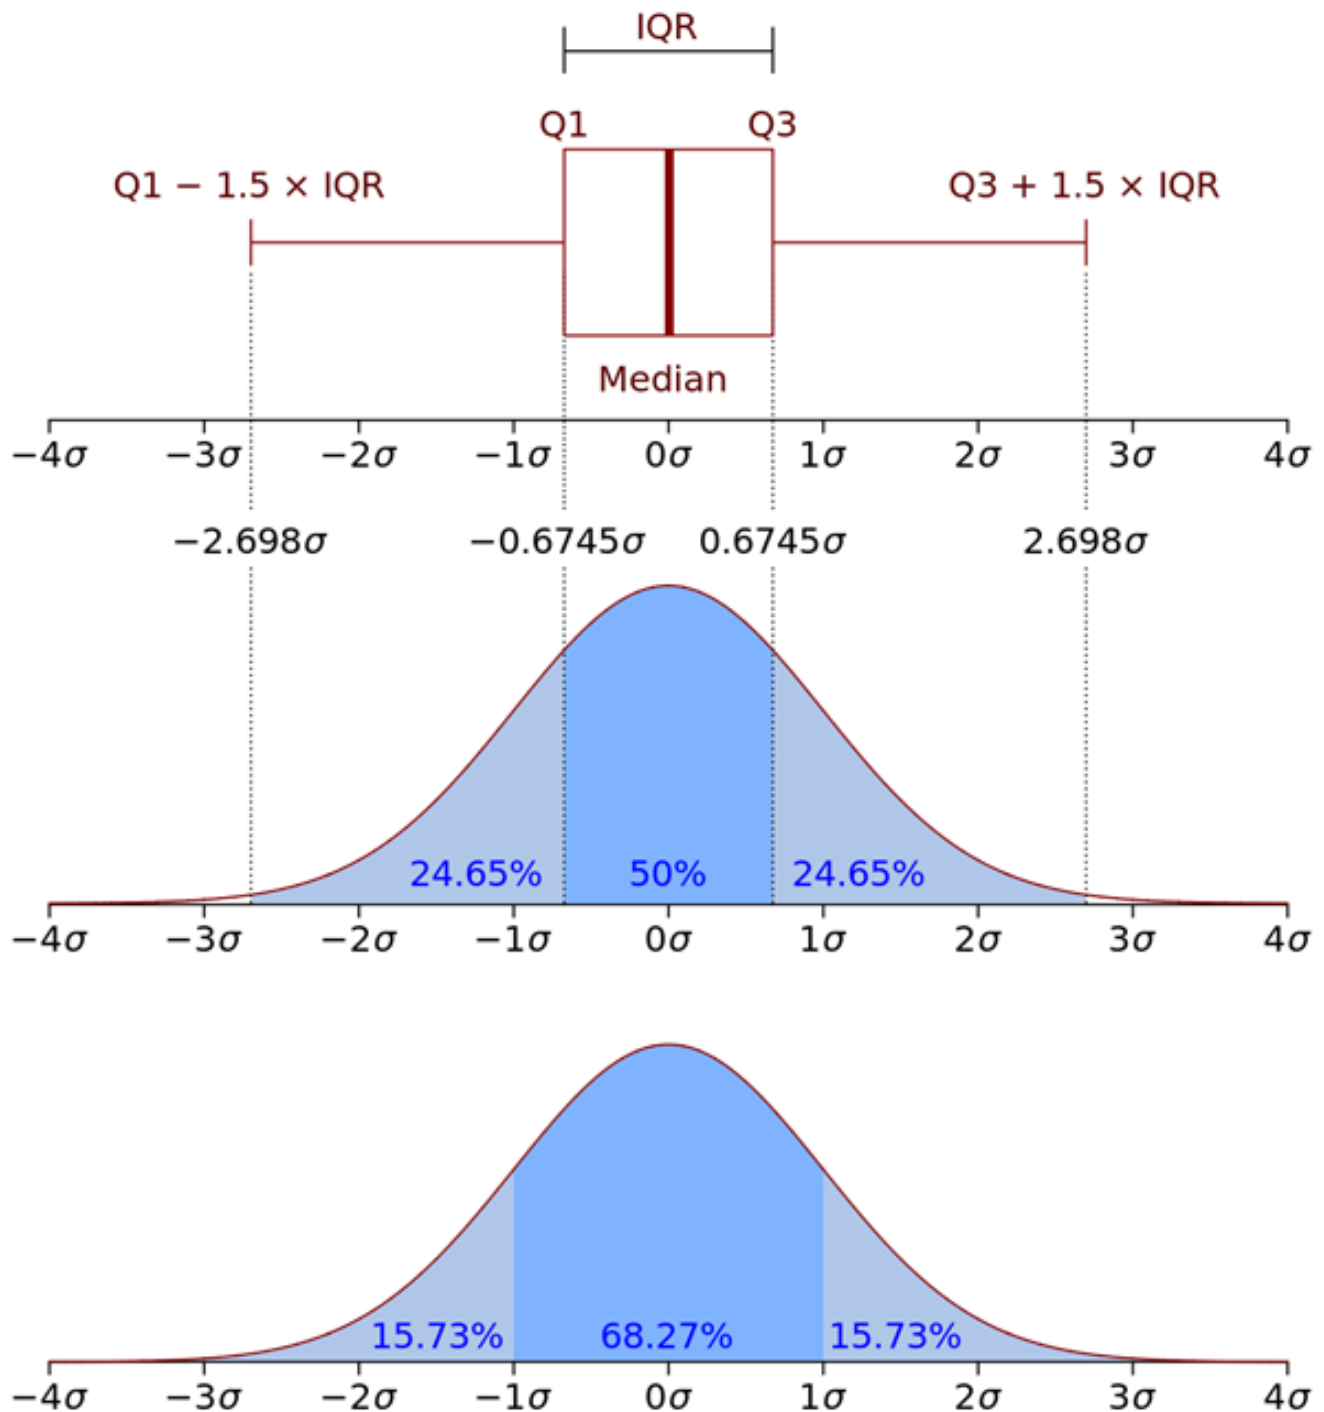 IQR
Q1 Q3
Q1 − 1.5 × IQR Q3 + 1.5 × IQR
Median
−4σ −3σ −2σ −1σ 0σ 1σ 2σ 3σ 4σ
−2.698σ −0.6745σ 0.6745σ 2.698σ
24.65% 50% 24.65%
−4σ −3σ −2σ −1σ 0σ 1σ 2σ 3σ 4σ
15.73% 68.27% 15.73%
−4σ −3σ −2σ −1σ 0σ 1σ 2σ 3σ 4σ